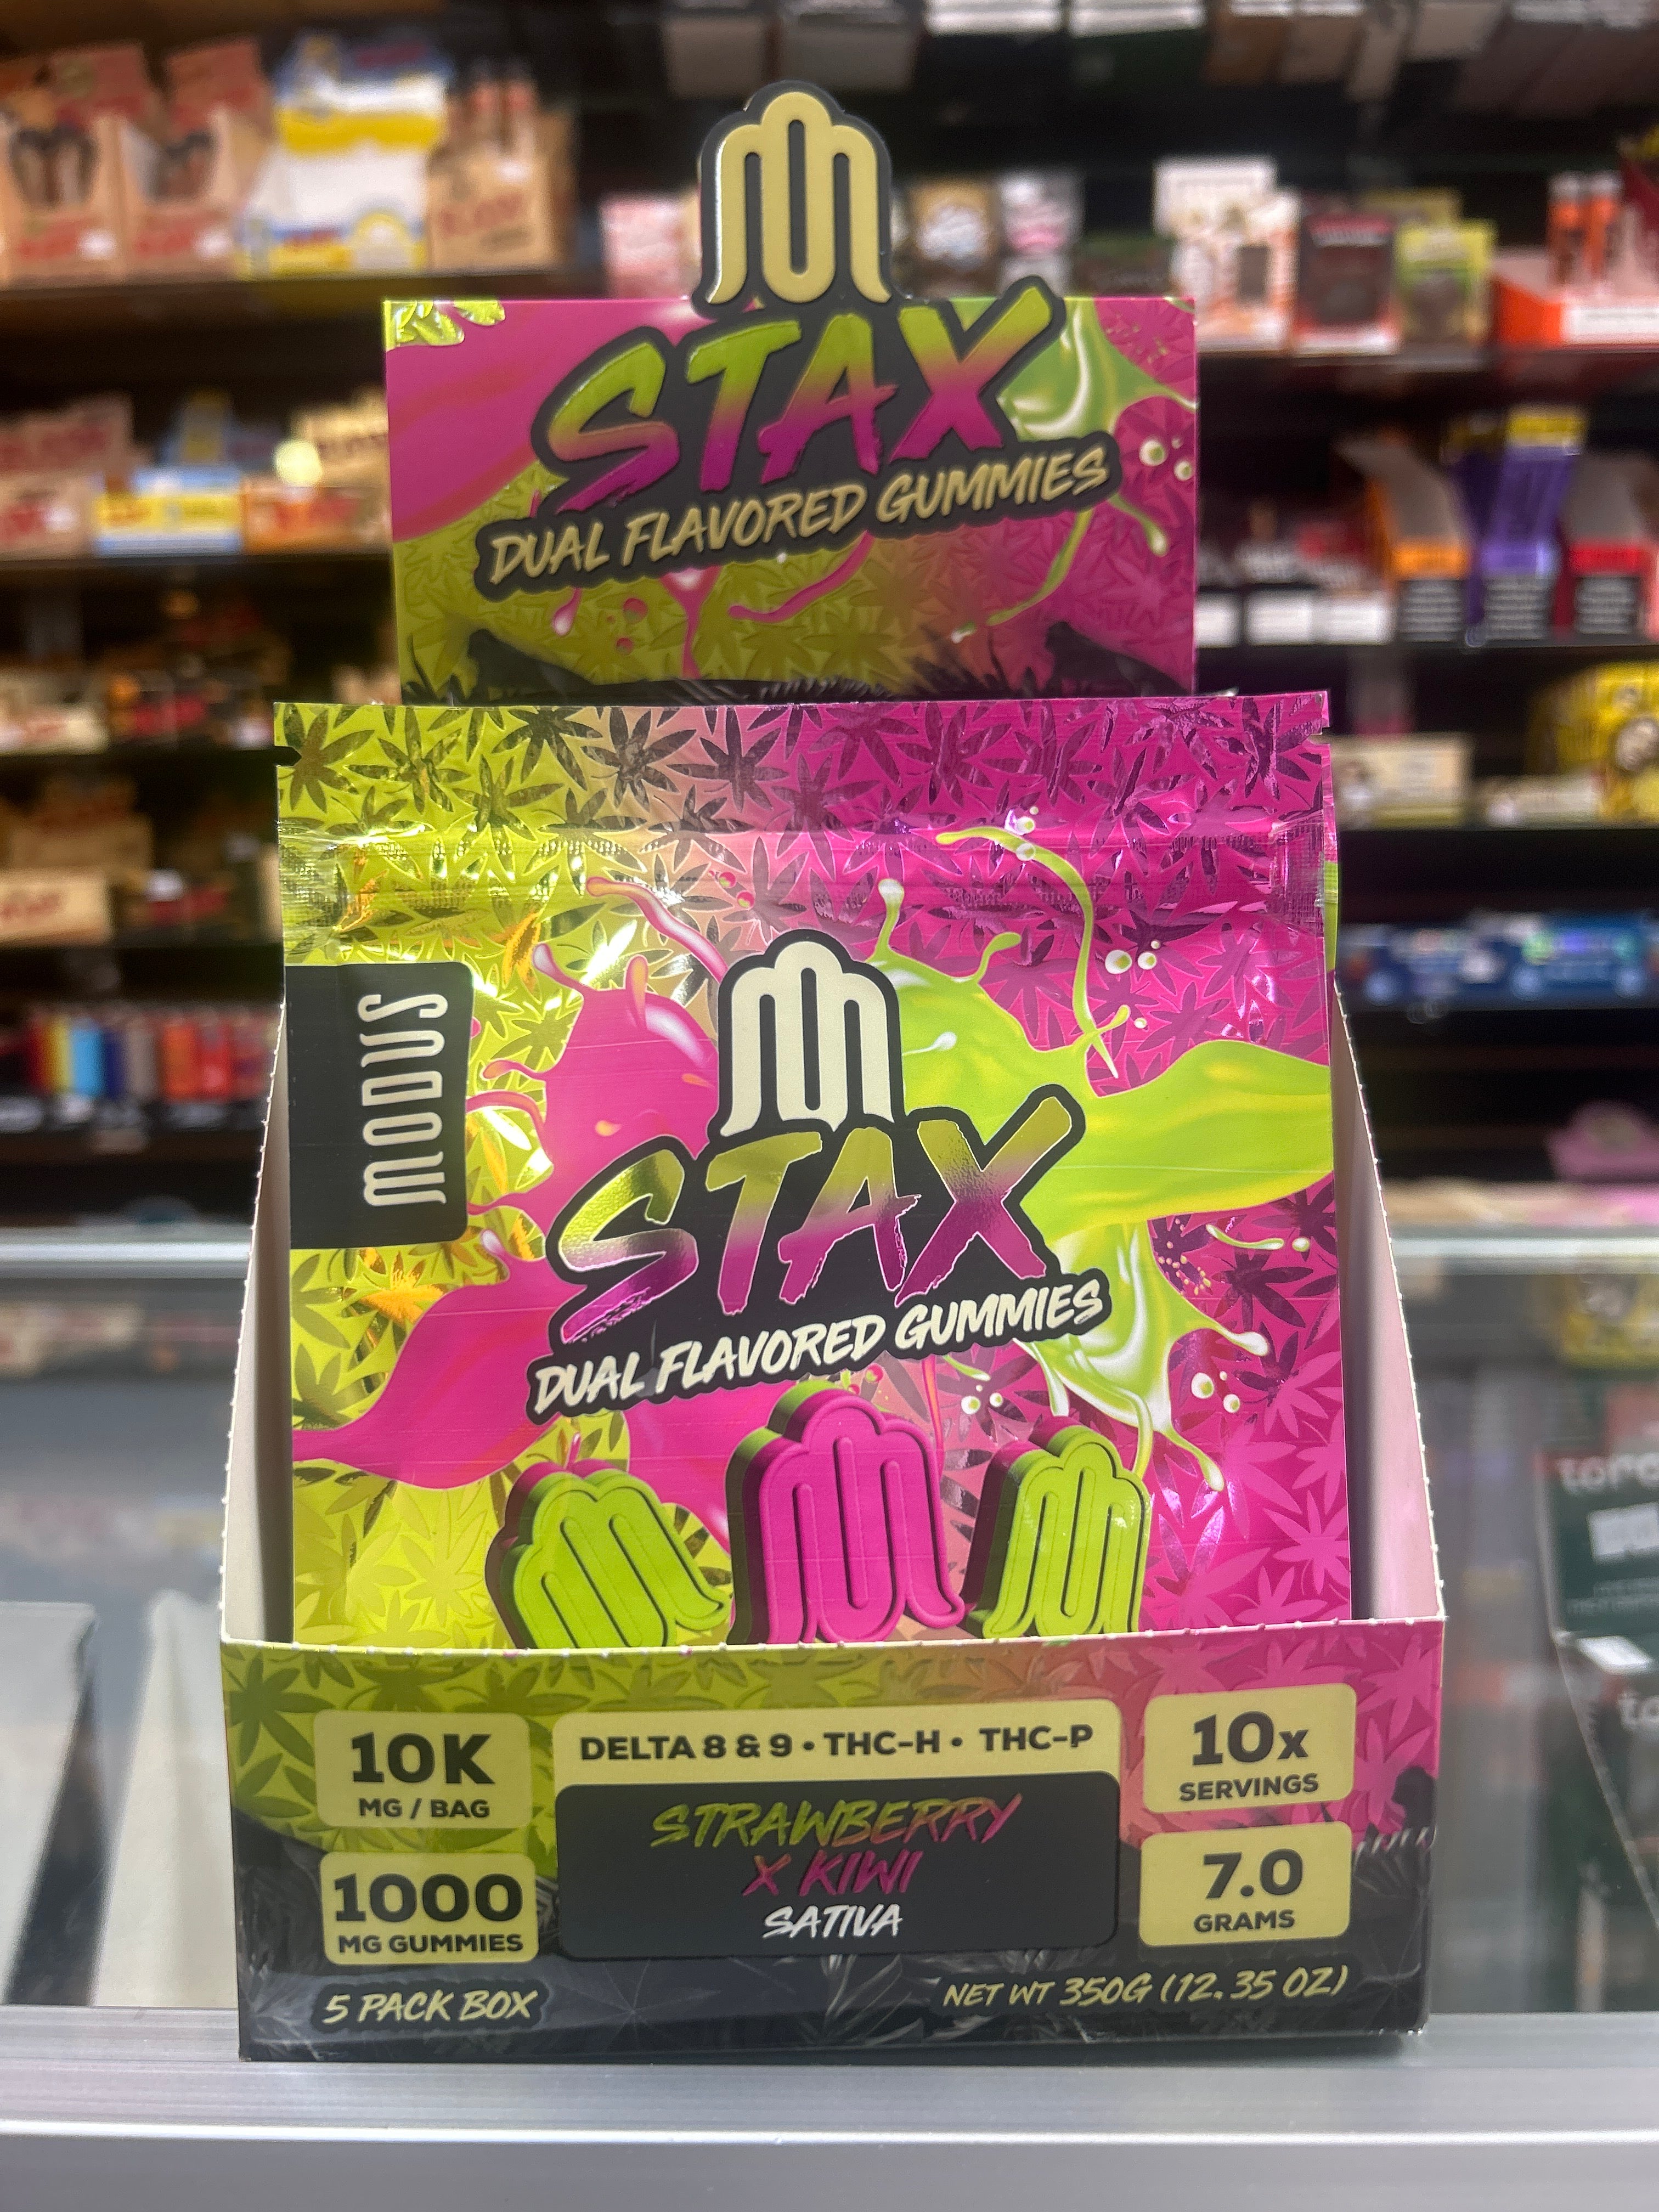 STAX
DUAL FLAVORED GUMMIES
MODUS
STAX
DUAL FLAVORED GUMMIES
10K
MG / BAG
1000
MG GUMMIES
5 PACK BOX
DELTA 8 & 9 • THC-H • THC-P
STRAWBERRY
X KIWI
SATIVA
10x
SERVINGS
7.0
GRAMS
NET WT 350G (12.35 OZ)